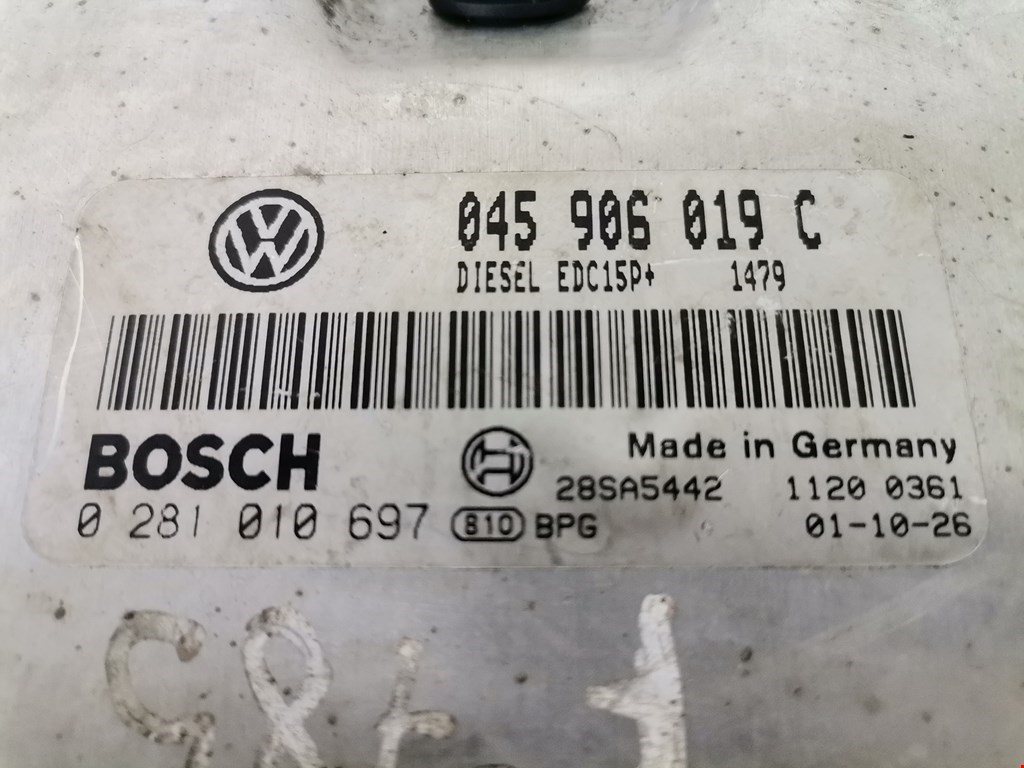 045 906 019 C
DIESEL EDC15P+ 1479
BOSCH
Made in Germany
28SA5442 1120 0361
0 281 010 697 810 BPG 01-10-26